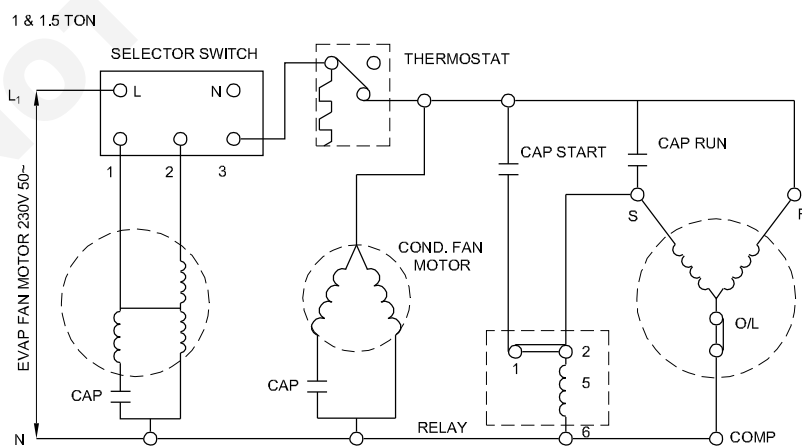 1 & 1.5 TON
SELECTOR SWITCH
THERMOSTAT
L1
L
N
1
2
3
CAP START
CAP RUN
S
R
EVAP FAN MOTOR 230V 50~
COND. FAN
MOTOR
O/L
1
2
5
CAP
CAP
N
RELAY
6
COMP